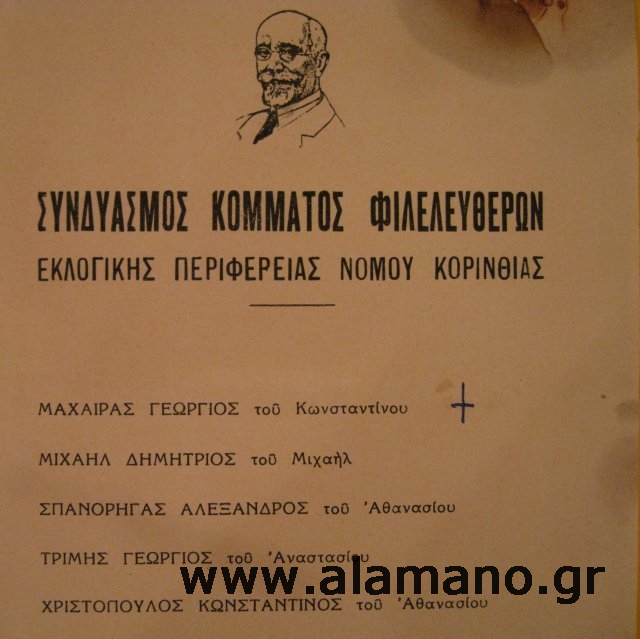 ΣΥΝΔΥΑΣΜΟΣ ΚΟΜΜΑΤΟΣ ΦΙΛΕΛΕΥΘΕΡΩΝ
ΕΚΛΟΓΙΚΗΣ ΠΕΡΙΦΕΡΕΙΑΣ ΝΟΜΟΥ ΚΟΡΙΝΘΙΑΣ
ΜΑΧΑΙΡΑΣ ΓΕΩΡΓΙΟΣ τοῦ Κωνσταντίνου +
ΜΙΧΑΗΛ ΔΗΜΗΤΡΙΟΣ τοῦ Μιχαὴλ
ΣΠΑΝΟΡΗΓΑΣ ΑΛΕΞΑΝΔΡΟΣ τοῦ Ἀθανασίου
ΤΡΙΜΗΣ ΓΕΩΡΓΙΟΣ τοῦ Ἀναστασίου
www.alamano.gr
ΧΡΙΣΤΟΠΟΥΛΟΣ ΚΩΝΣΤΑΝΤΙΝΟΣ τοῦ Ἀθανασίου